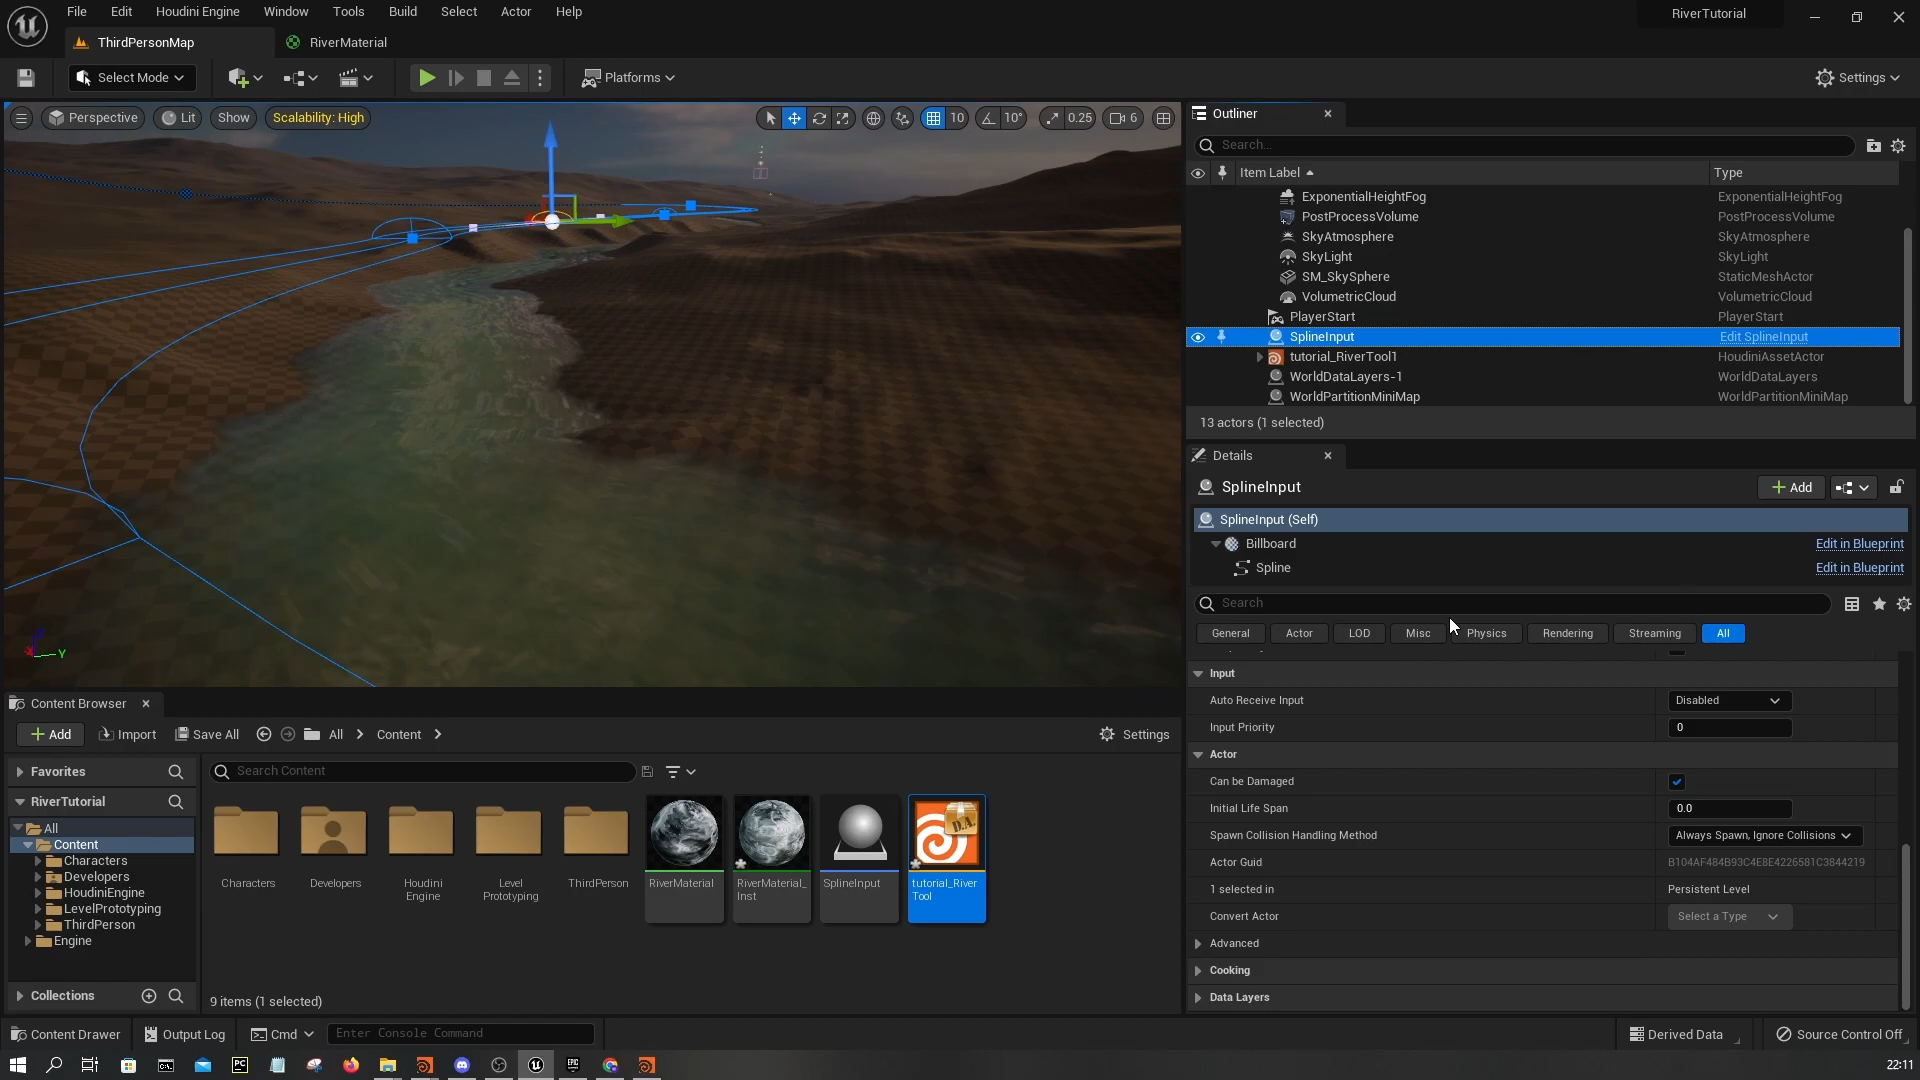 File Edit Houdini Engine Window Tools Build Select Actor Help
RiverTutorial
ThirdPersonMap
RiverMaterial
Select Mode
Platforms
Settings
Perspective Lit Show Scalability: High
10 10° 0.25 6
Y
Outliner
Search...
Item Label Type
ExponentialHeightFog ExponentialHeightFog
PostProcessVolume PostProcessVolume
SkyAtmosphere SkyAtmosphere
SkyLight SkyLight
SM_SkySphere StaticMeshActor
VolumetricCloud VolumetricCloud
PlayerStart PlayerStart
SplineInput Edit SplineInput
tutorial_RiverTool1 HoudiniAssetActor
WorldDataLayers-1 WorldDataLayers
WorldPartitionMiniMap WorldPartitionMiniMap
13 actors (1 selected)
Details
SplineInput
Add
SplineInput (Self)
Billboard Edit in Blueprint
Spline Edit in Blueprint
Search
General Actor LOD Misc Physics Rendering Streaming All
Input
Auto Receive Input Disabled
Input Priority 0
Actor
Can be Damaged
Initial Life Span 0.0
Spawn Collision Handling Method Always Spawn, Ignore Collisions
Actor Guid B104AF484B93C4E8E4226581C3844219
1 selected in Persistent Level
Convert Actor Select a Type
Advanced
Cooking
Data Layers
Content Browser
Add Import Save All All Content Settings
Favorites
RiverTutorial
All
Content
Characters
Developers
HoudiniEngine
LevelPrototyping
ThirdPerson
Engine
Collections
Search Content
Characters
Developers
Houdini
Engine
Level
Prototyping
ThirdPerson
RiverMaterial
RiverMaterial_
Inst
SplineInput
D.A.
tutorial_River
Tool
9 items (1 selected)
Content Drawer Output Log Cmd Enter Console Command
Derived Data Source Control Off
PC
EPIC
22:11